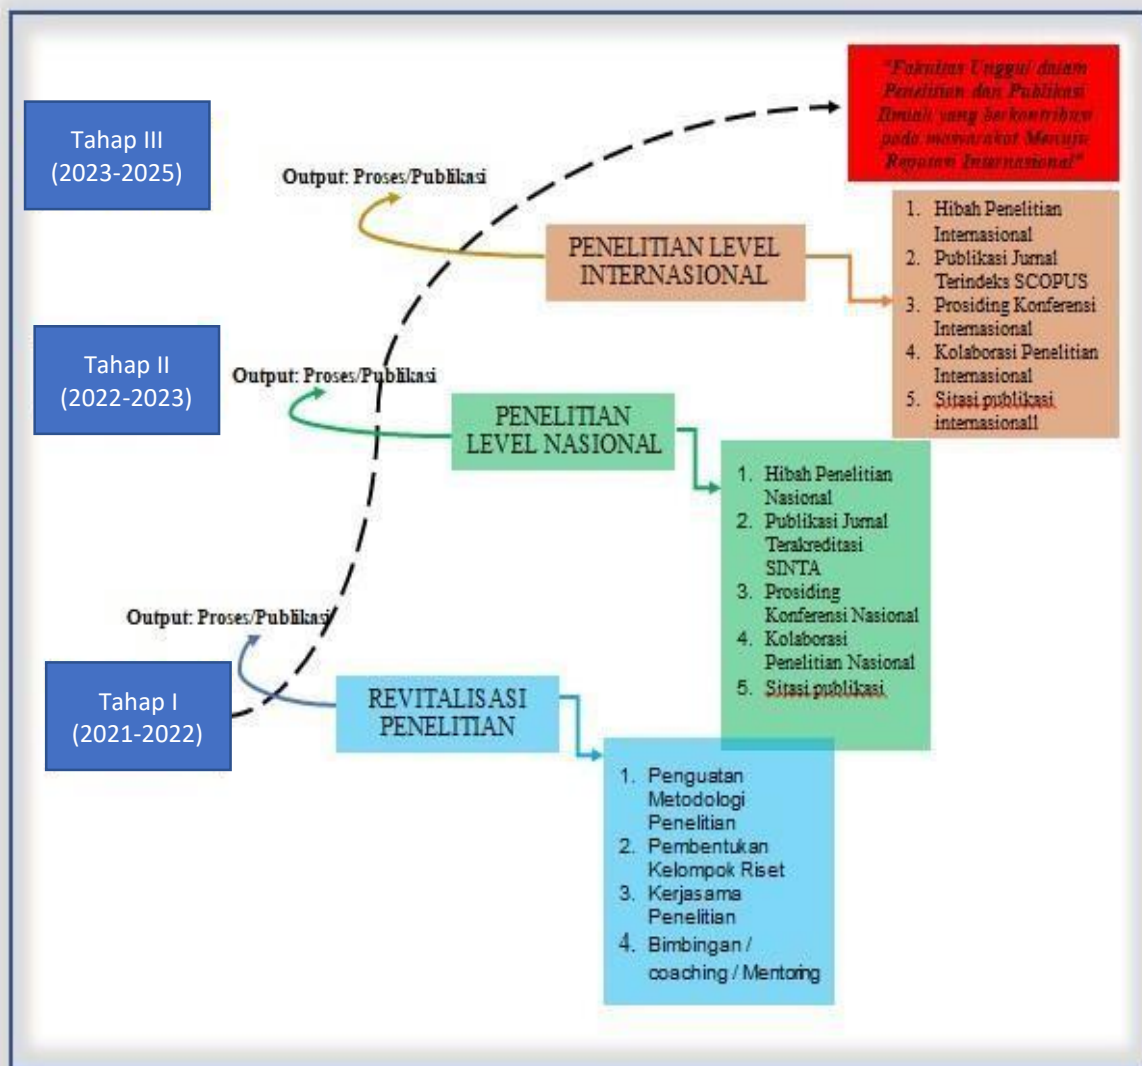 "Fakultas Unggul dalam
Penelitian dan Publikasi
Ilmiah yang berkontribusi
pada masyarakat Menuju
Reputasi Internasional"
Tahap III
(2023-2025)
Output: Proses/Publikasi
PENELITIAN LEVEL
INTERNASIONAL
1. Hibah Penelitian
Internasional
2. Publikasi Jurnal
Terindeks SCOPUS
3. Prosiding Konferensi
Internasional
4. Kolaborasi Penelitian
Internasional
5. Sitasi publikasi
internasionall
Tahap II
(2022-2023)
Output: Proses/Publikasi
PENELITIAN
LEVEL NASIONAL
1. Hibah Penelitian
Nasional
2. Publikasi Jurnal
Terakreditasi
SINTA
3. Prosiding
Konferensi Nasional
4. Kolaborasi
Penelitian Nasional
5. Sitasi publikasi
Output: Proses/Publikasi
Tahap I
(2021-2022)
REVITALISASI
PENELITIAN
1. Penguatan
Metodologi
Penelitian
2. Pembentukan
Kelompok Riset
3. Kerjasama
Penelitian
4. Bimbingan /
coaching / Mentoring